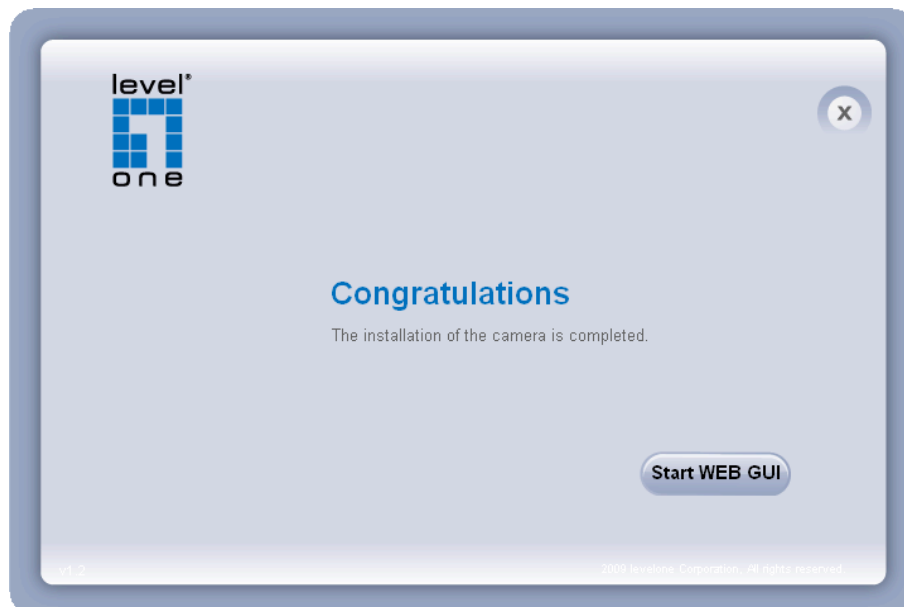 level®
one
X
Congratulations
The installation of the camera is completed.
Start WEB GUI
v1.2
2009 levelone Corporation. All rights reserved.